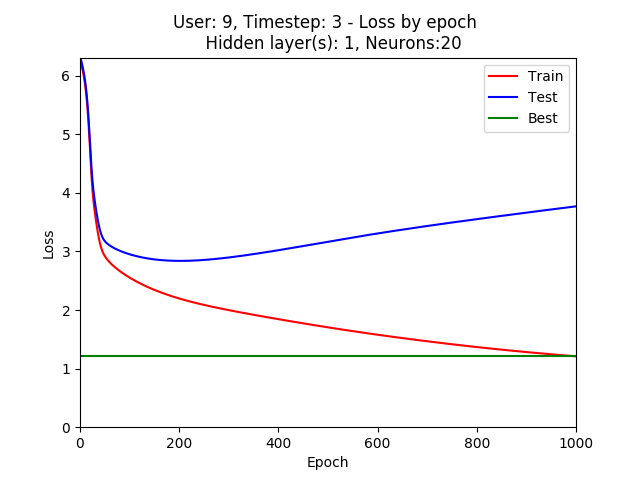 User: 9, Timestep: 3 - Loss by epoch
Hidden layer(s): 1, Neurons:20
Train
Test
Best
Loss
6
5
4
3
2
1
0
0 200 400 600 800 1000
Epoch